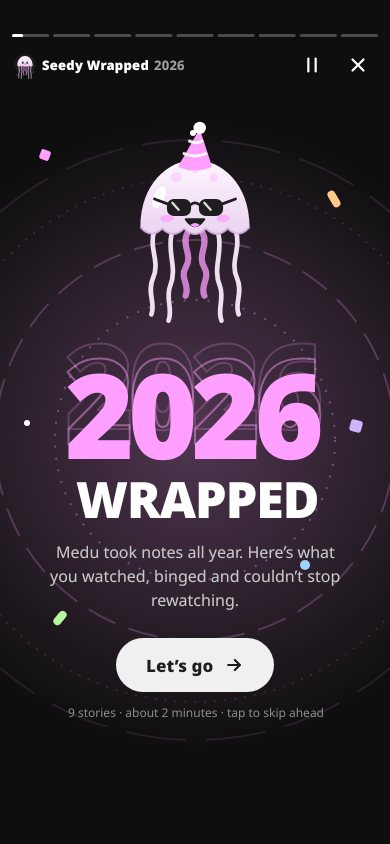 Seedy Wrapped 2026
2026
WRAPPED
Medu took notes all year. Here’s what
you watched, binged and couldn’t stop
rewatching.
Let’s go →
9 stories · about 2 minutes · tap to skip ahead